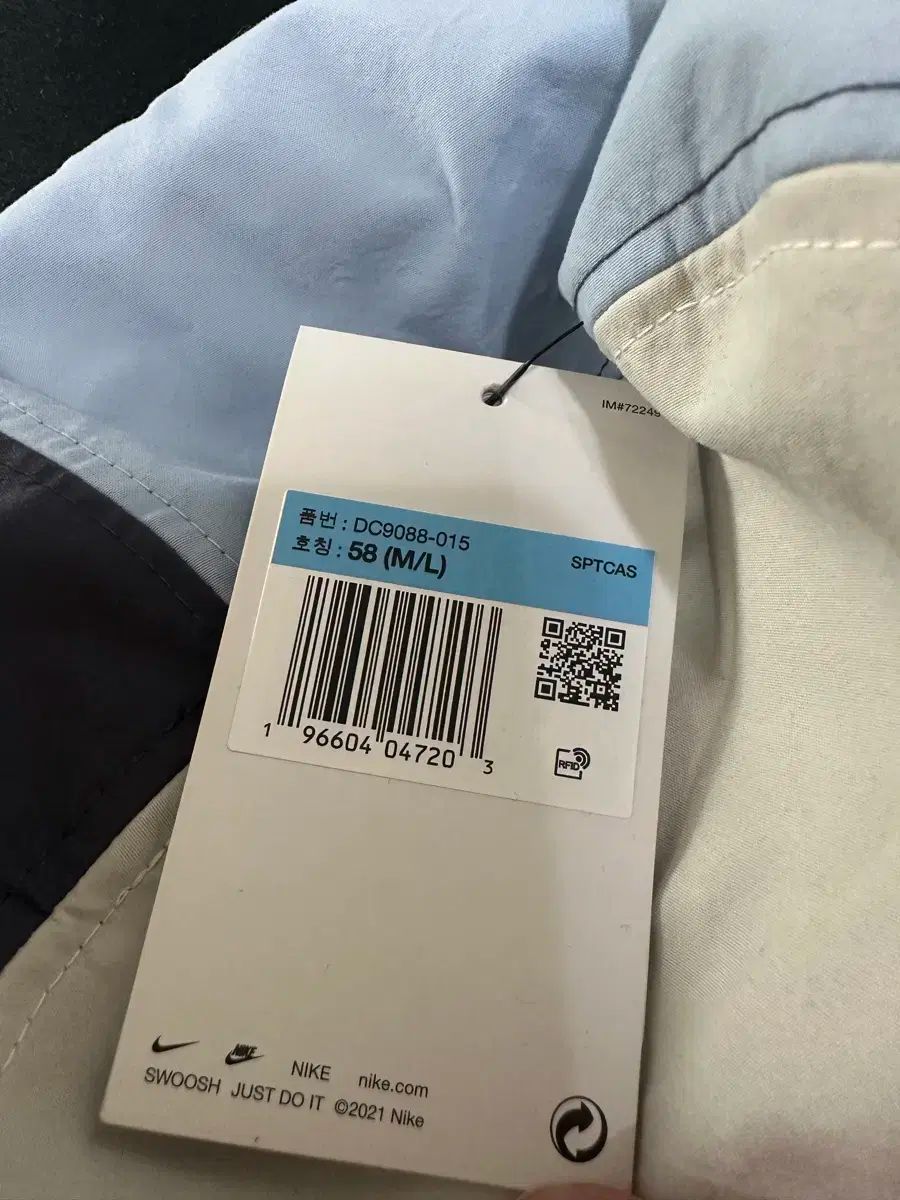 IM#72249
품번 : DC9088-015
호칭 : 58 (M/L)
SPTCAS
1 96604 04720 3
RFID
NIKE
NIKE nike.com
SWOOSH JUST DO IT ©2021 Nike